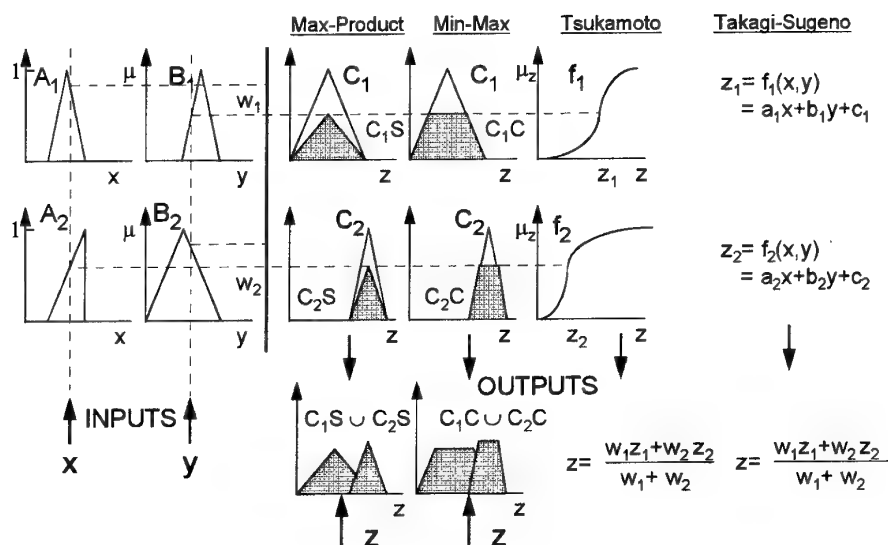 Max-Product Min-Max Tsukamoto Takagi-Sugeno
1 A₁ μ B₁ w₁ C₁ C₁ μ_z f₁ z₁= f₁(x,y)
C₁S C₁C = a₁x+b₁y+c₁
x y z z z₁ z
1 A₂ μ B₂ w₂ C₂ C₂ μ_z f₂ z₂= f₂(x,y)
C₂S C₂C = a₂x+b₂y+c₂
x y z z z₂ z
OUTPUTS
INPUTS C₁S ∪ C₂S C₁C ∪ C₂C
x y z= w₁z₁+w₂z₂ z= w₁z₁+w₂z₂
w₁+ w₂ w₁+ w₂
z z
z z